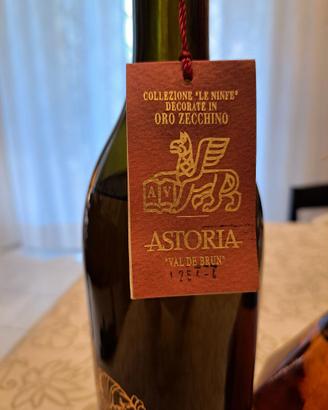 COLLEZIONE "LE NINFE"
DECORATE IN
ORO ZECCHINO
A V
ASTORIA
"VAL DE BRUN"